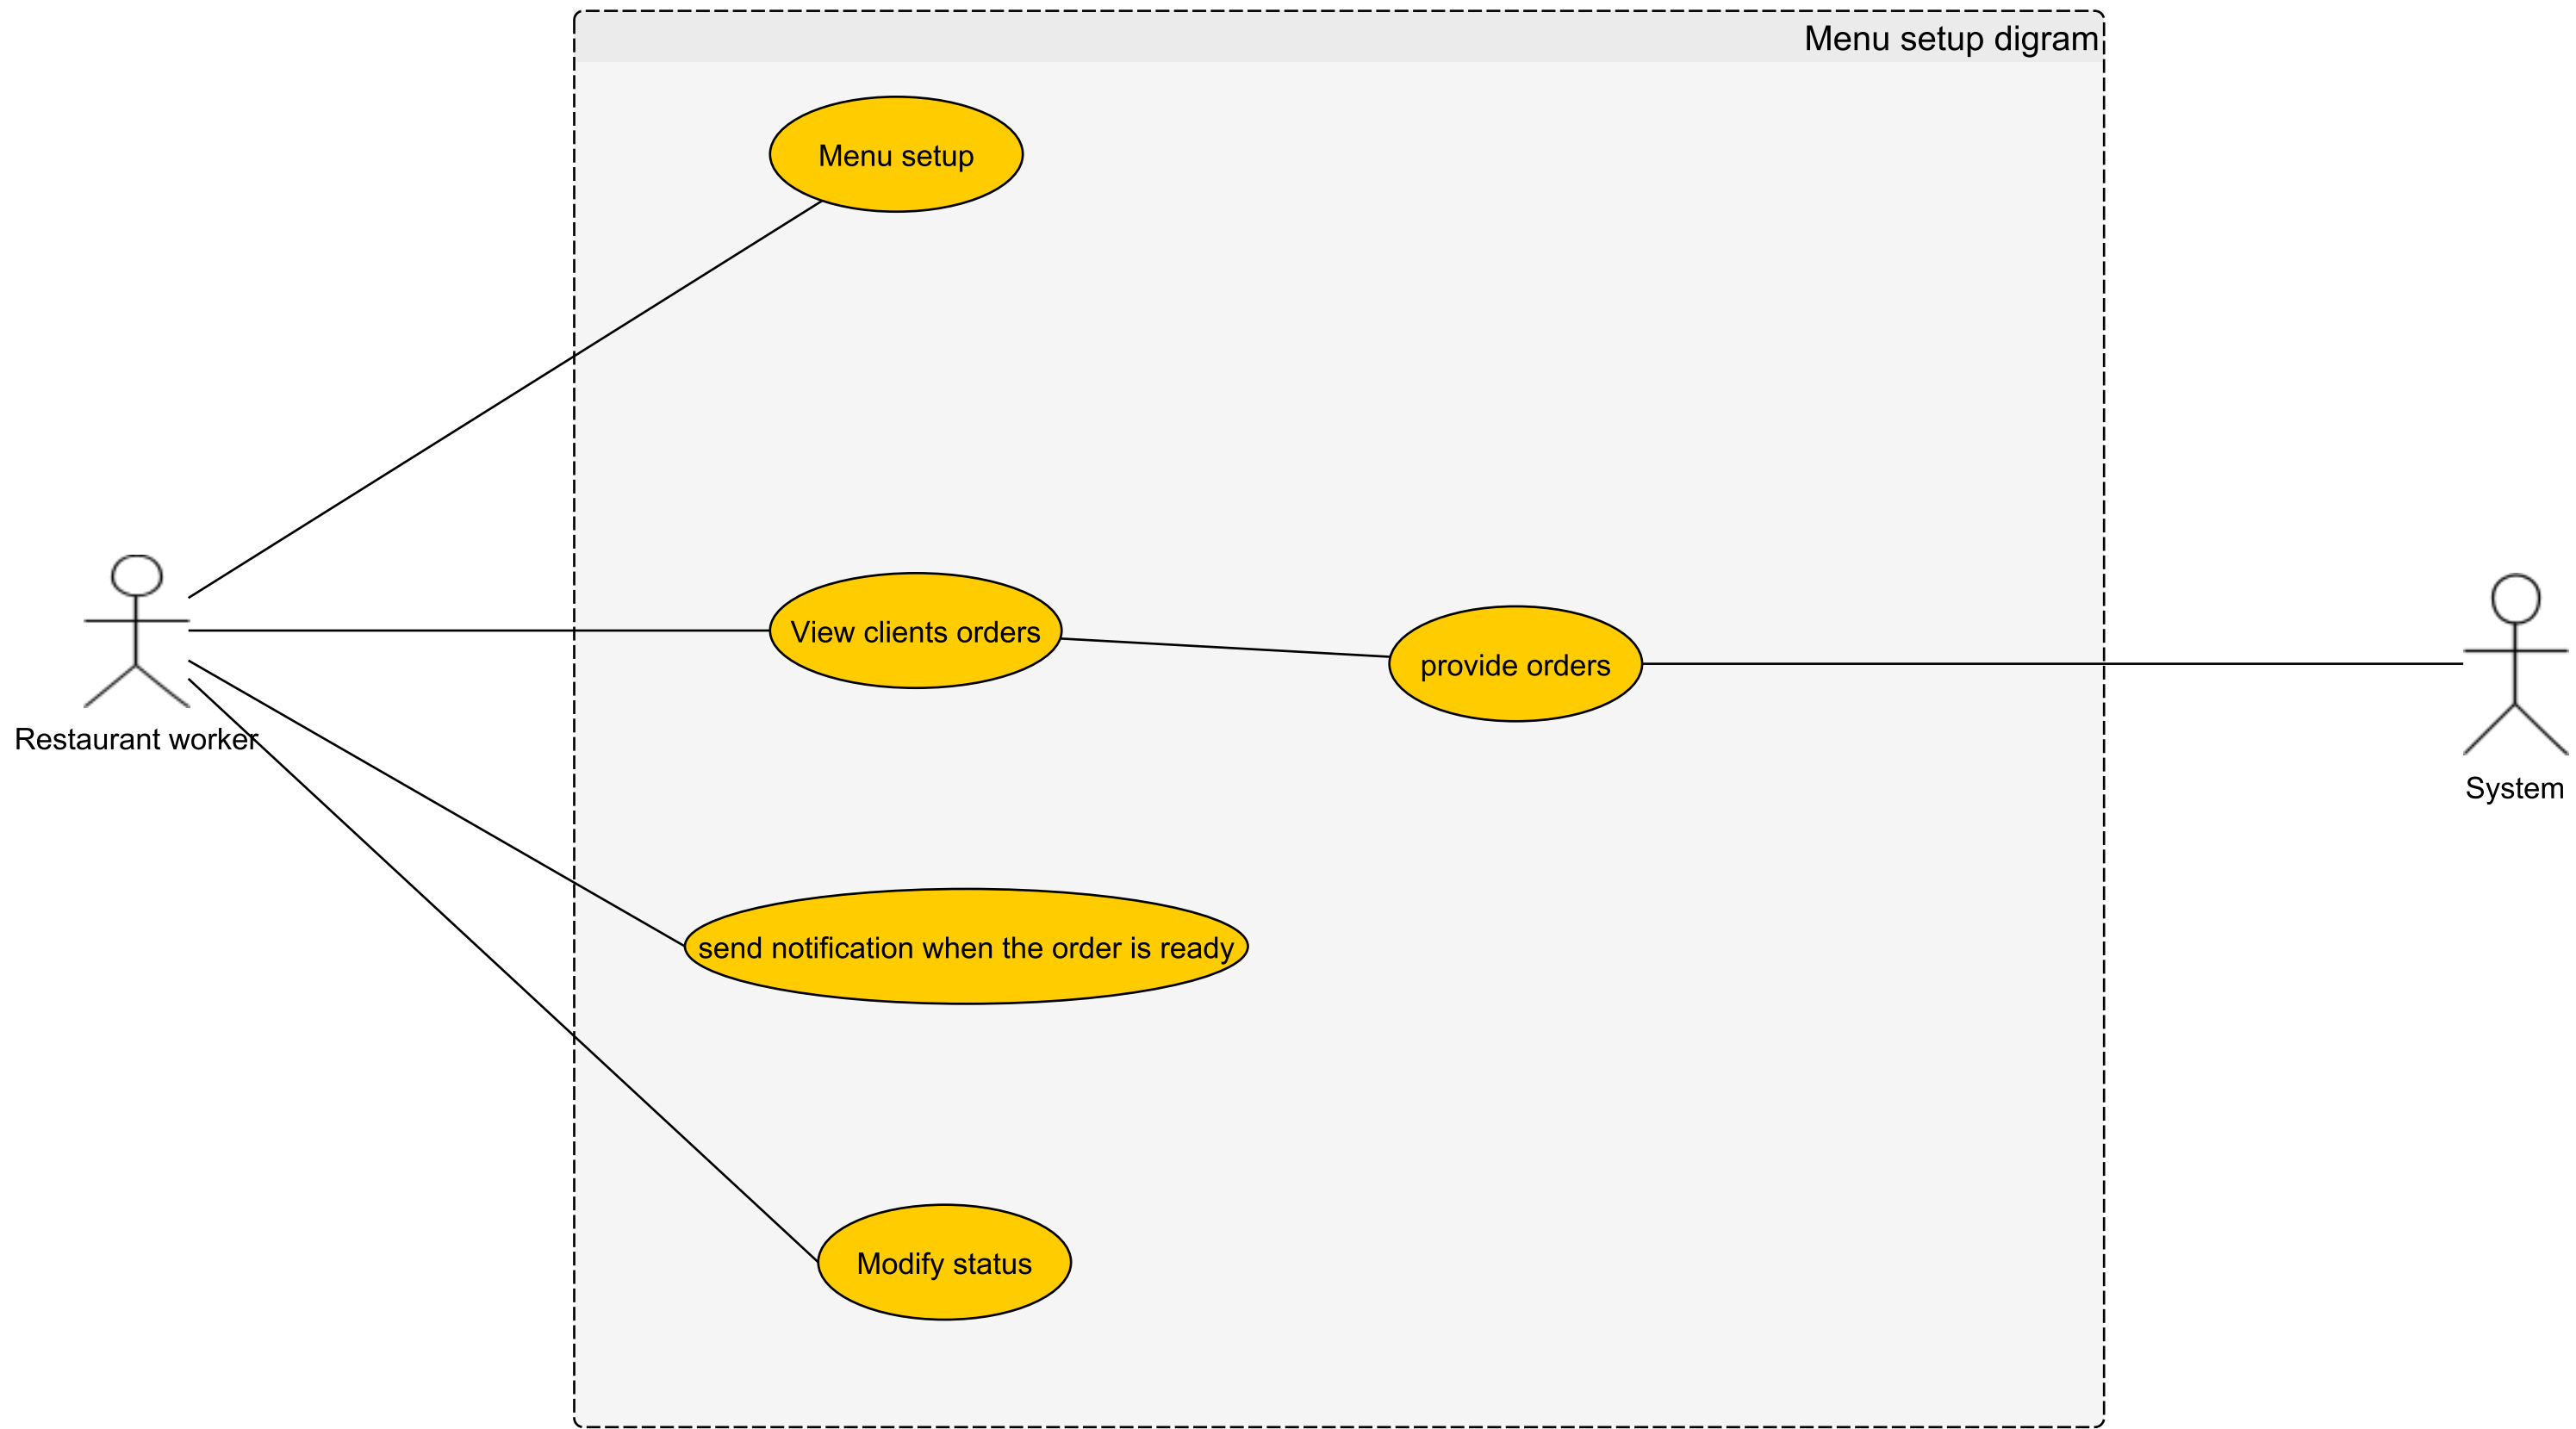 Menu setup digram
Menu setup
View clients orders
provide orders
Restaurant worker
System
send notification when the order is ready
Modify status